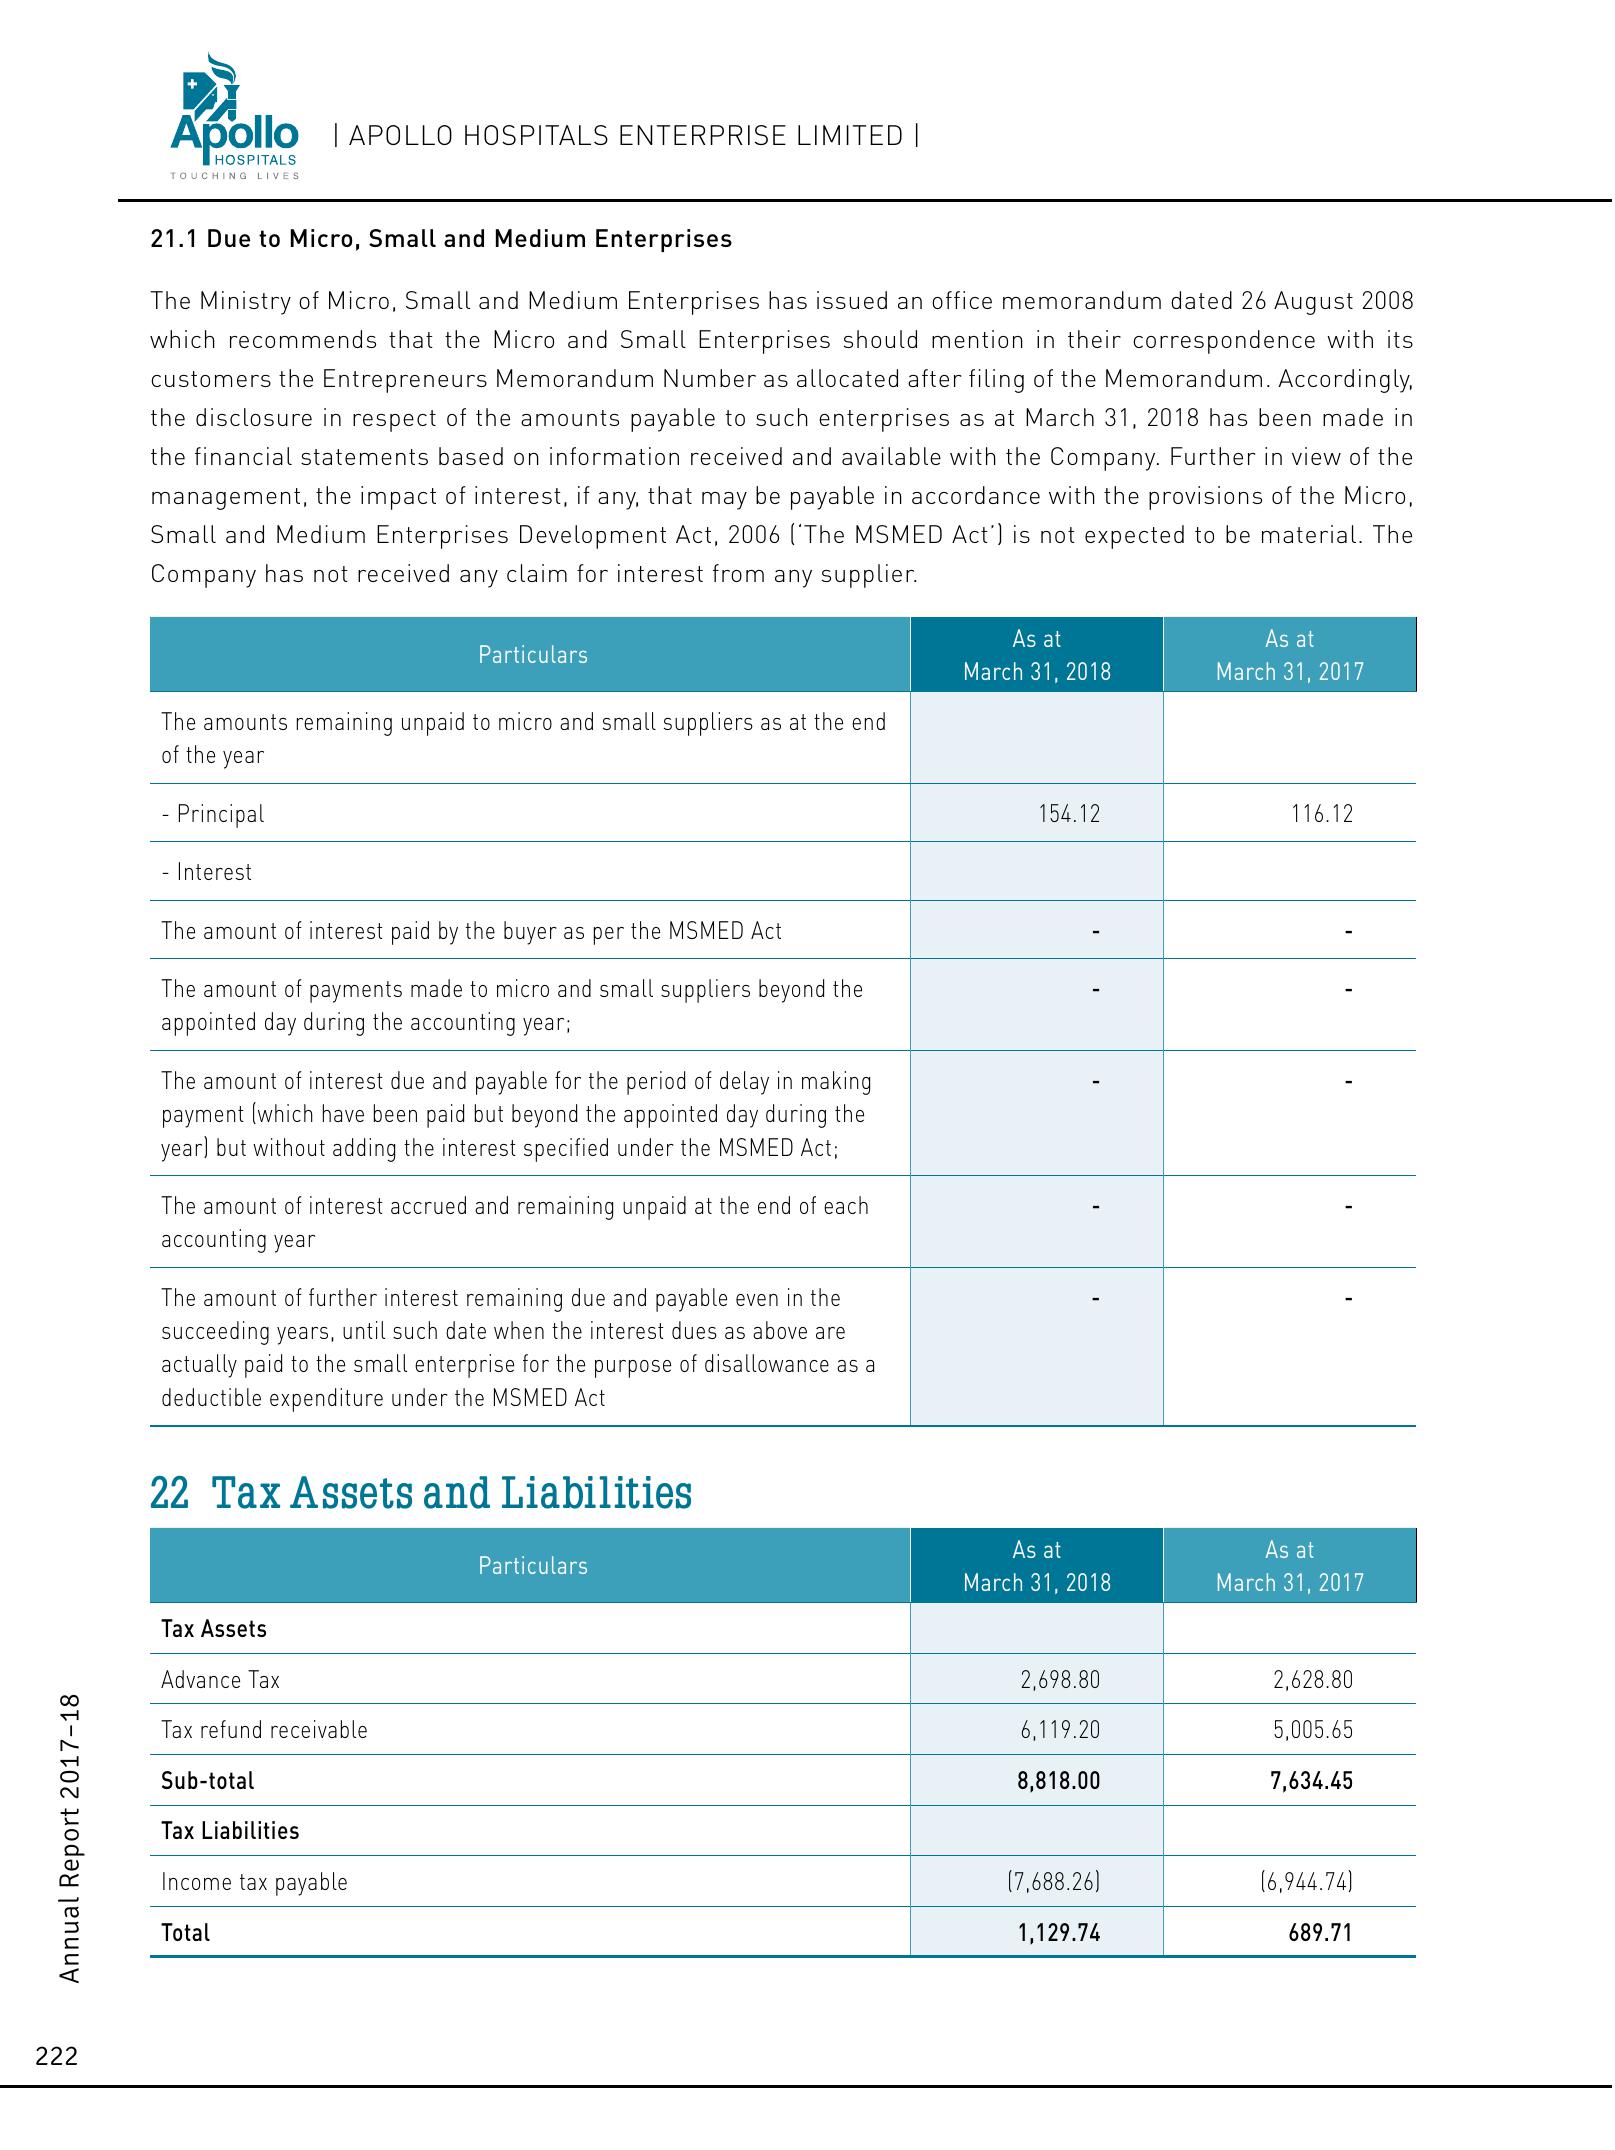 Apollo
HOSPITALS
TOUCHING LIVES
| APOLLO HOSPITALS ENTERPRISE LIMITED |
21.1 Due to Micro, Small and Medium Enterprises
The Ministry of Micro, Small and Medium Enterprises has issued an office memorandum dated 26 August 2008
which recommends that the Micro and Small Enterprises should mention in their correspondence with its
customers the Entrepreneurs Memorandum Number as allocated after filing of the Memorandum. Accordingly,
the disclosure in respect of the amounts payable to such enterprises as at March 31, 2018 has been made in
the financial statements based on information received and available with the Company. Further in view of the
management, the impact of interest, if any, that may be payable in accordance with the provisions of the Micro,
Small and Medium Enterprises Development Act, 2006 (‘The MSMED Act’) is not expected to be material. The
Company has not received any claim for interest from any supplier.
Particulars As at March 31, 2018 As at March 31, 2017
The amounts remaining unpaid to micro and small suppliers as at the end
of the year
- Principal 154.12 116.12
- Interest
The amount of interest paid by the buyer as per the MSMED Act - -
The amount of payments made to micro and small suppliers beyond the - -
appointed day during the accounting year;
The amount of interest due and payable for the period of delay in making - -
payment (which have been paid but beyond the appointed day during the
year) but without adding the interest specified under the MSMED Act;
The amount of interest accrued and remaining unpaid at the end of each - -
accounting year
The amount of further interest remaining due and payable even in the - -
succeeding years, until such date when the interest dues as above are
actually paid to the small enterprise for the purpose of disallowance as a
deductible expenditure under the MSMED Act
22 Tax Assets and Liabilities
Particulars As at March 31, 2018 As at March 31, 2017
Tax Assets
Advance Tax 2,698.80 2,628.80
Tax refund receivable 6,119.20 5,005.65
Sub-total 8,818.00 7,634.45
Tax Liabilities
Income tax payable (7,688.26) (6,944.74)
Total 1,129.74 689.71
Annual Report 2017–18
222